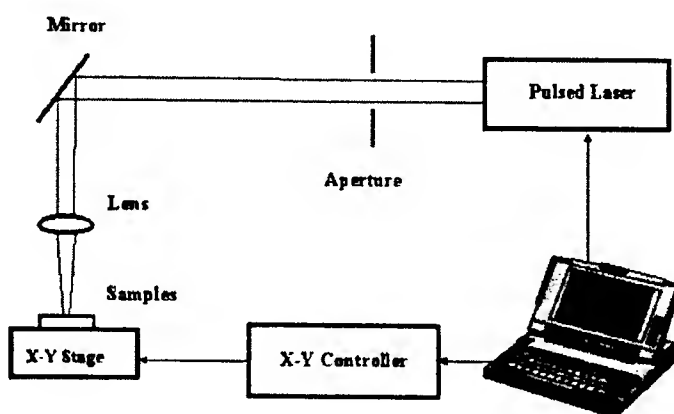 Mirror
Pulsed Laser
Aperture
Lens
Samples
X-Y Stage
X-Y Controller